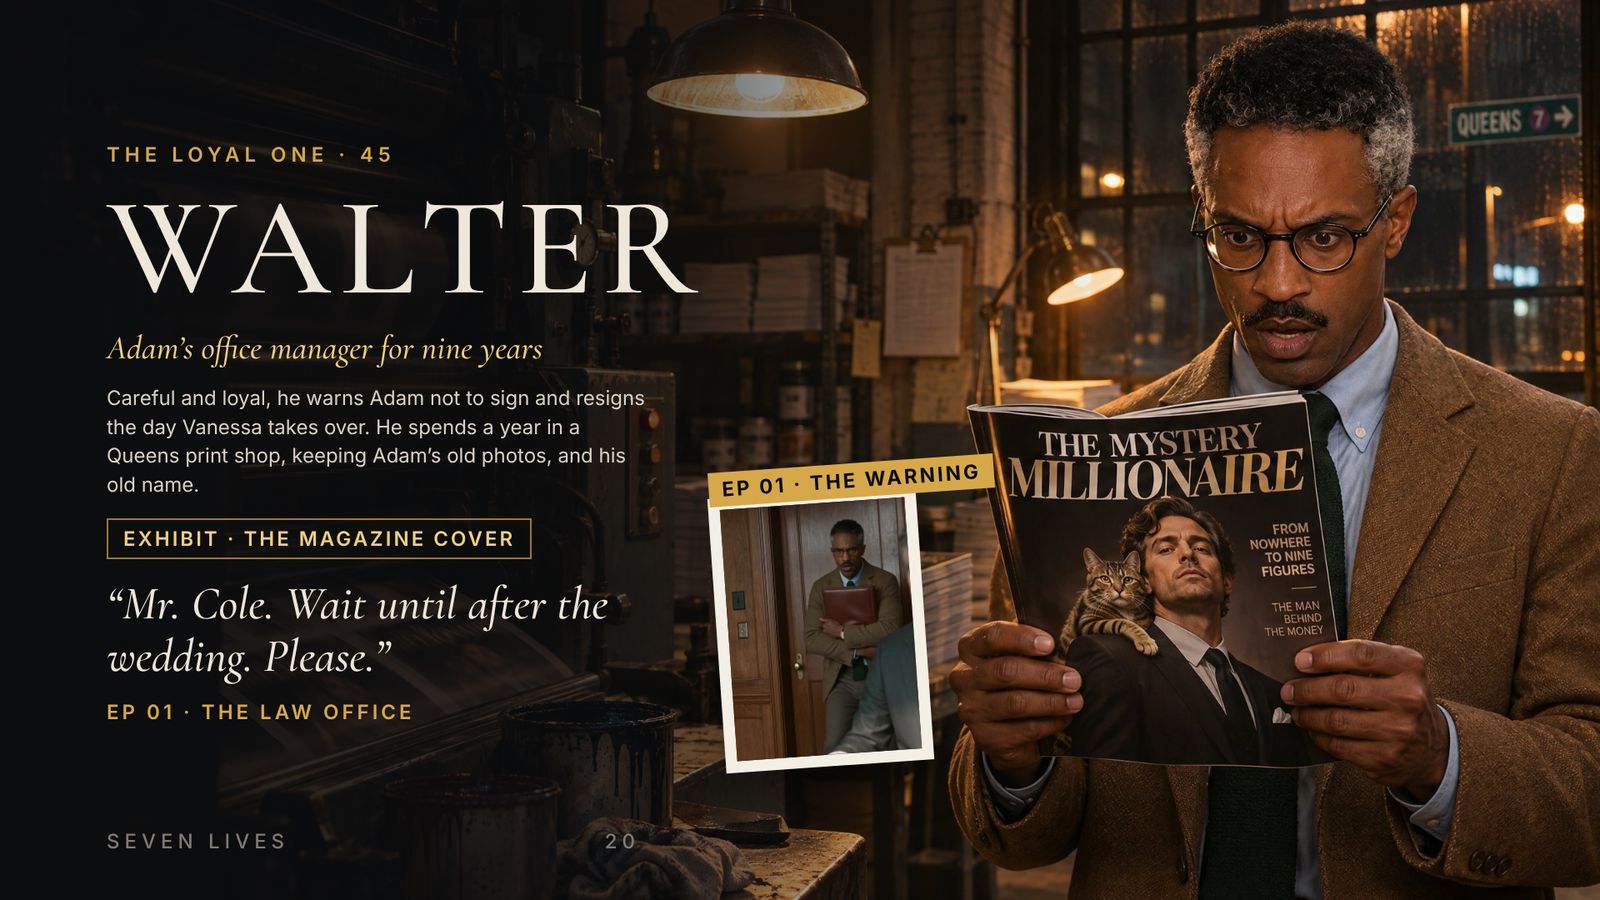 THE LOYAL ONE · 45
WALTER
Adam’s office manager for nine years
Careful and loyal, he warns Adam not to sign and resigns
the day Vanessa takes over. He spends a year in a
Queens print shop, keeping Adam’s old photos, and his
old name.
EXHIBIT · THE MAGAZINE COVER
“Mr. Cole. Wait until after the
wedding. Please.”
EP 01 · THE LAW OFFICE
SEVEN LIVES
20
EP 01 · THE WARNING
THE MYSTERY
MILLIONAIRE
FROM
NOWHERE
TO NINE
FIGURES
THE MAN
BEHIND
THE MONEY
QUEENS 7 →